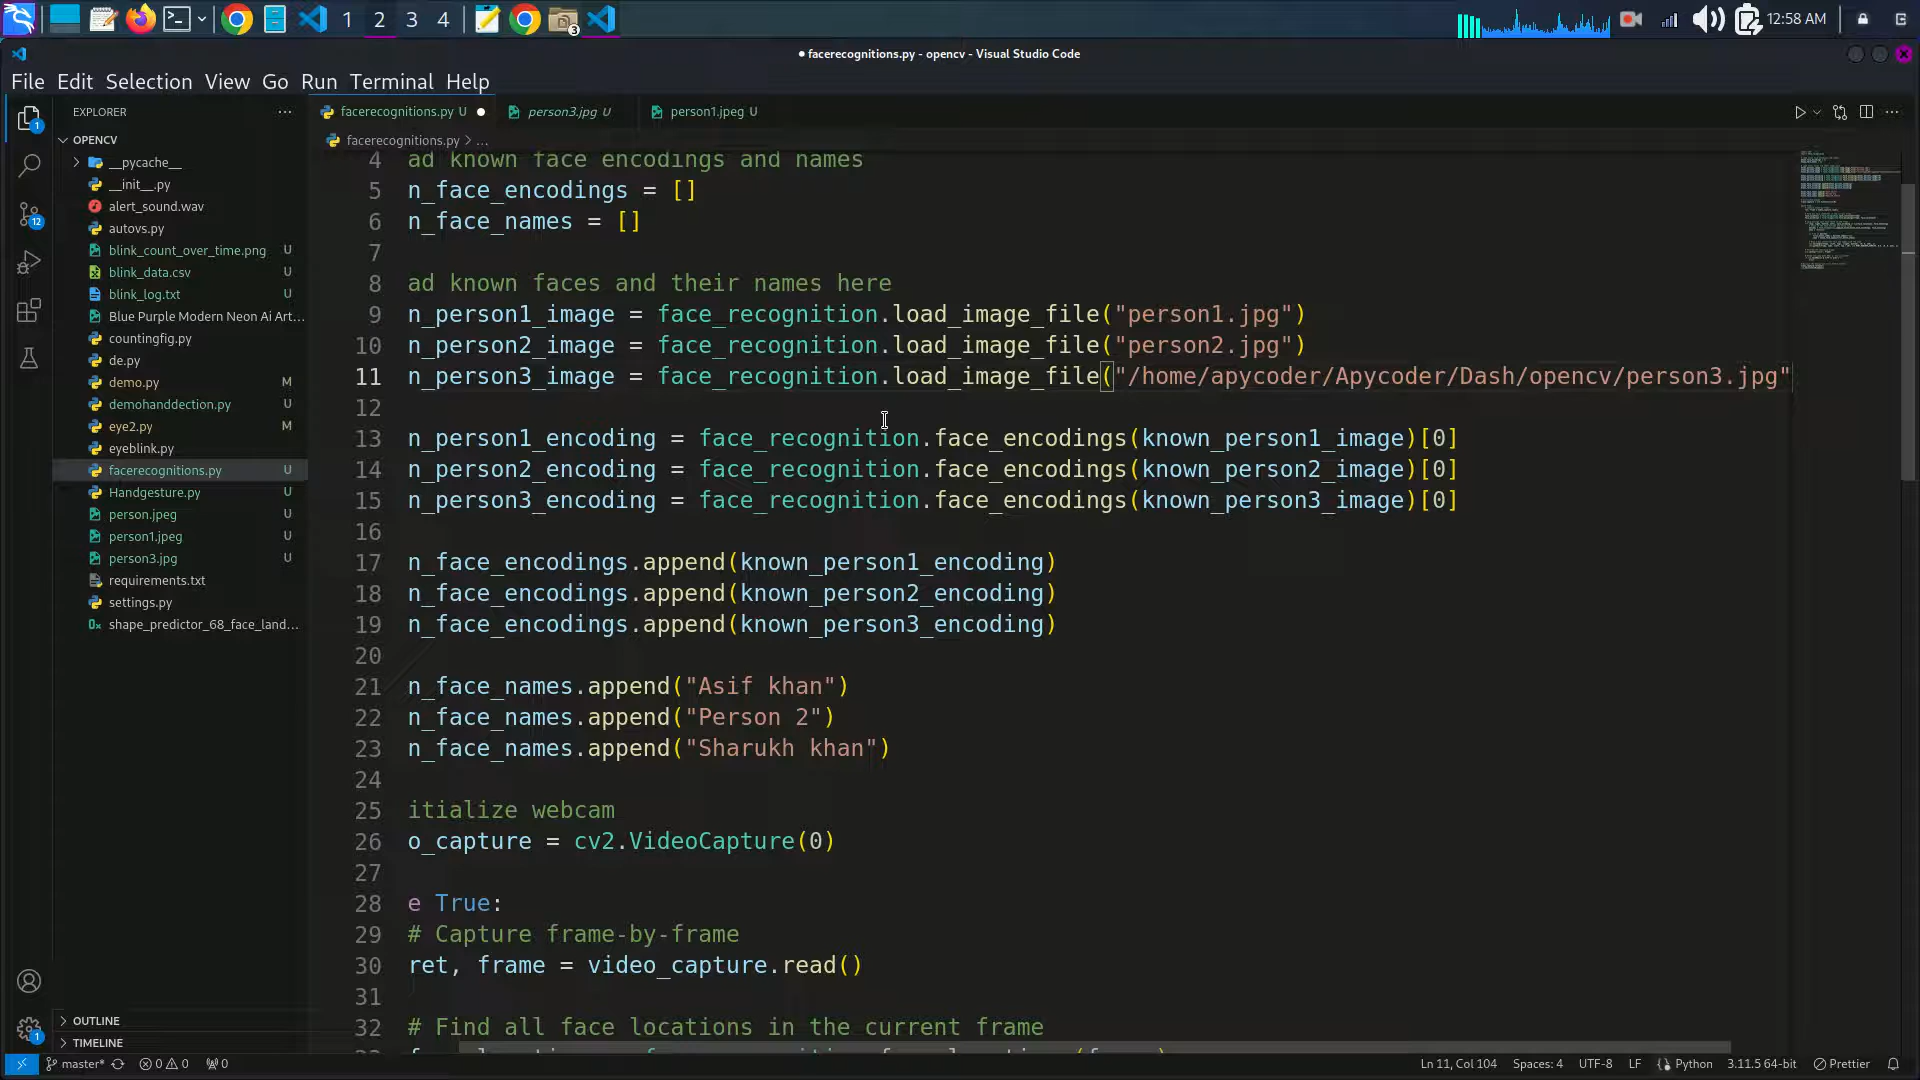 1 2 3 4 3 12:58 AM
● facerecognitions.py - opencv - Visual Studio Code
File Edit Selection View Go Run Terminal Help
EXPLORER ...
facerecognitions.py U ● person3.jpg U person1.jpeg U
OPENCV
facerecognitions.py > ...
__pycache__
__init__.py
alert_sound.wav
autovs.py
blink_count_over_time.png U
blink_data.csv U
blink_log.txt U
Blue Purple Modern Neon Ai Art...
countingfig.py
de.py
demo.py M
demohanddection.py U
eye2.py M
eyeblink.py
facerecognitions.py U
Handgesture.py U
person.jpeg U
person1.jpeg U
person3.jpg U
requirements.txt
settings.py
shape_predictor_68_face_land...
OUTLINE
TIMELINE
1
12
1
4 ad known face encodings and names
5 n_face_encodings = []
6 n_face_names = []
7
8 ad known faces and their names here
9 n_person1_image = face_recognition.load_image_file("person1.jpg")
10 n_person2_image = face_recognition.load_image_file("person2.jpg")
11 n_person3_image = face_recognition.load_image_file("/home/apycoder/Apycoder/Dash/opencv/person3.jpg"
12
13 n_person1_encoding = face_recognition.face_encodings(known_person1_image)[0]
14 n_person2_encoding = face_recognition.face_encodings(known_person2_image)[0]
15 n_person3_encoding = face_recognition.face_encodings(known_person3_image)[0]
16
17 n_face_encodings.append(known_person1_encoding)
18 n_face_encodings.append(known_person2_encoding)
19 n_face_encodings.append(known_person3_encoding)
20
21 n_face_names.append("Asif khan")
22 n_face_names.append("Person 2")
23 n_face_names.append("Sharukh khan")
24
25 itialize webcam
26 o_capture = cv2.VideoCapture(0)
27
28 e True:
29 # Capture frame-by-frame
30 ret, frame = video_capture.read()
31
32 # Find all face locations in the current frame
master* 0 0 0 Ln 11, Col 104 Spaces: 4 UTF-8 LF Python 3.11.5 64-bit Prettier